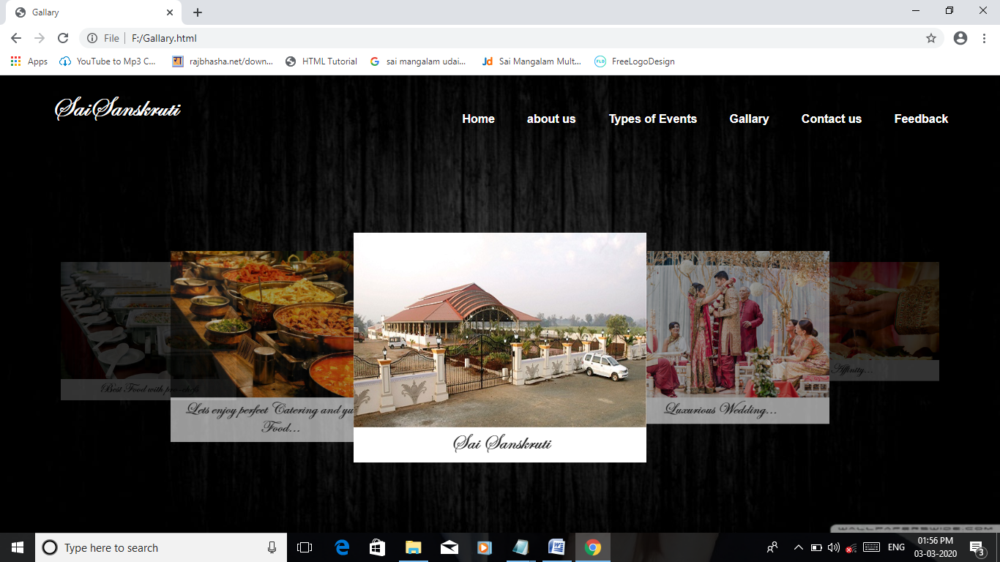 Gallary
File
F:/Gallary.html
Apps
YouTube to Mp3 C...
rajbhasha.net/down...
HTML Tutorial
sai mangalam udai...
Jd
Sai Mangalam Mult...
FLD
FreeLogoDesign
SaiSanskruti
Home
about us
Types of Events
Gallary
Contact us
Feedback
Best Food with pro-chefs
Lets enjoy perfect Catering and yu
Food...
Sai Sanskruti
Luxurious Wedding...
Affinity...
WALLPAPERSWIDE.COM
Type here to search
ENG
01:56 PM
03-03-2020
3